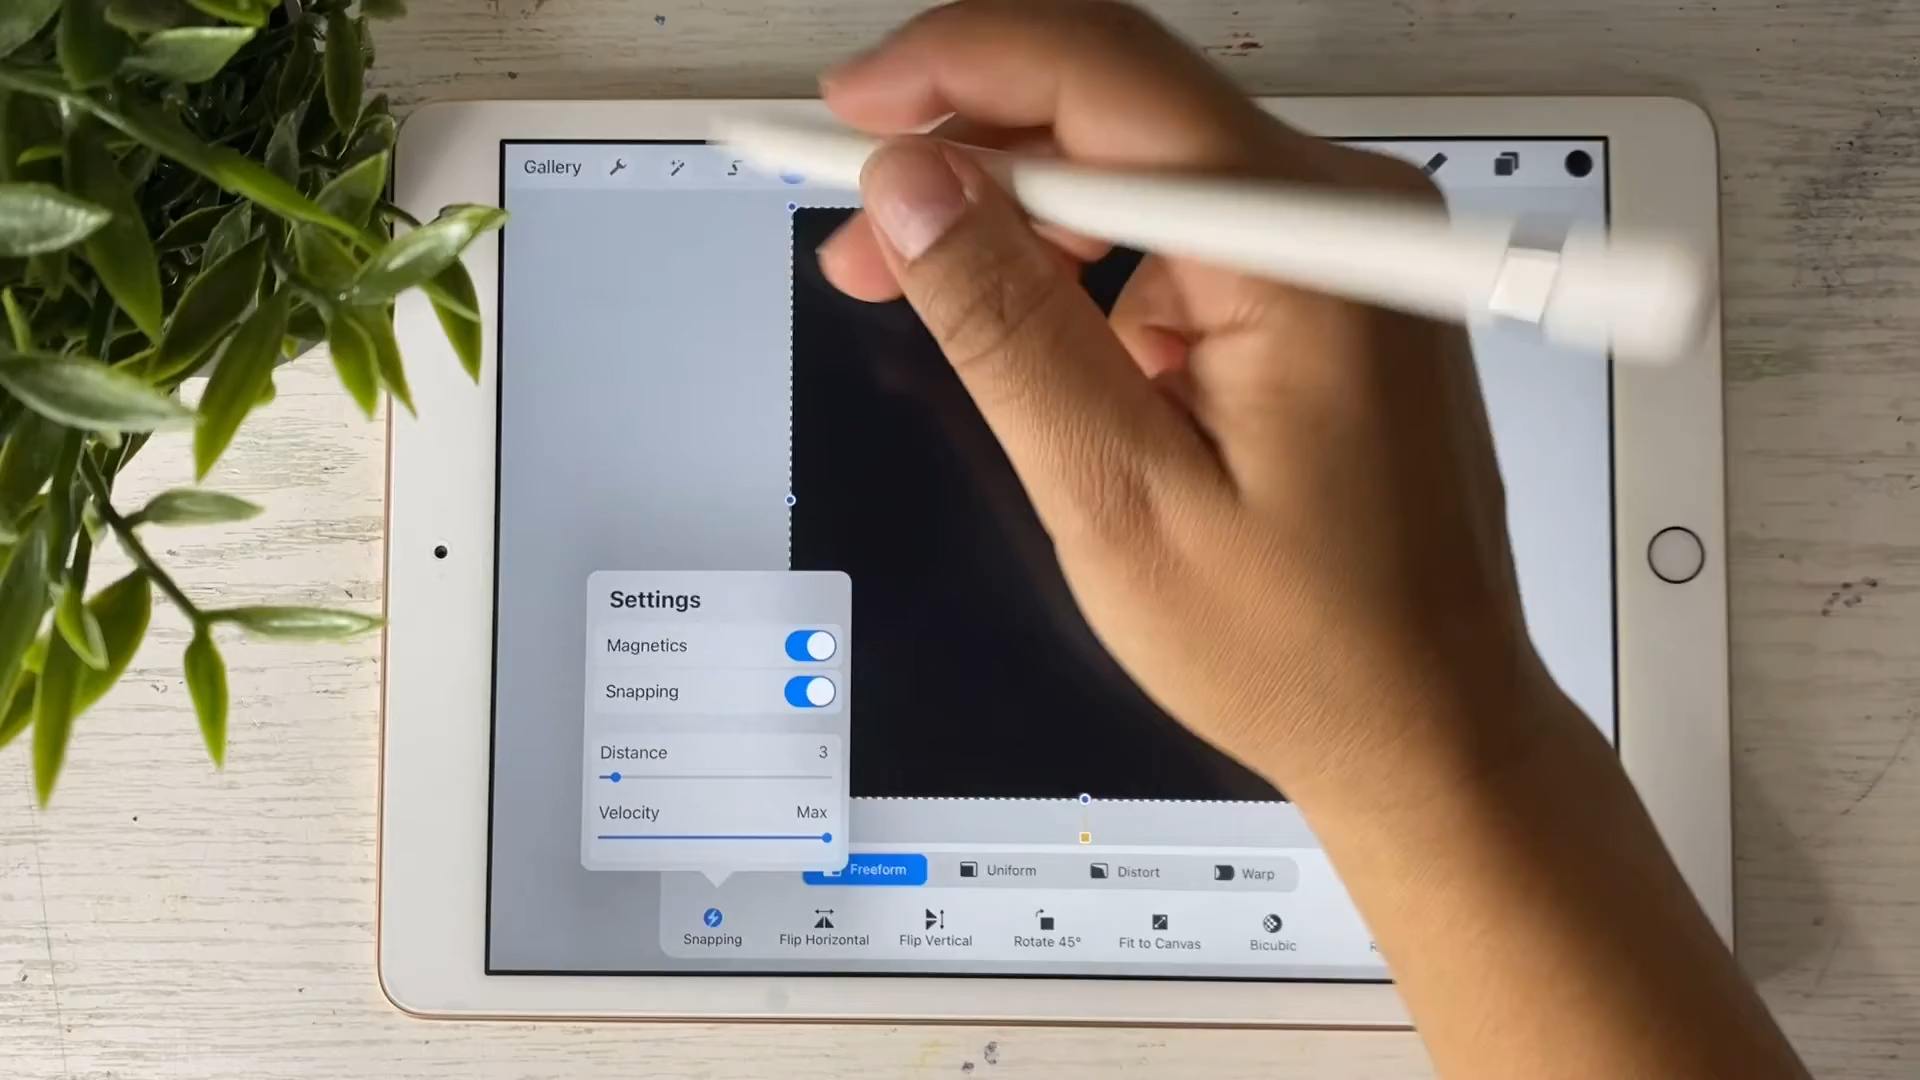 Gallery
Settings
Magnetics
Snapping
Distance 3
Velocity Max
Freeform Uniform Distort Warp
Snapping Flip Horizontal Flip Vertical Rotate 45° Fit to Canvas Bicubic